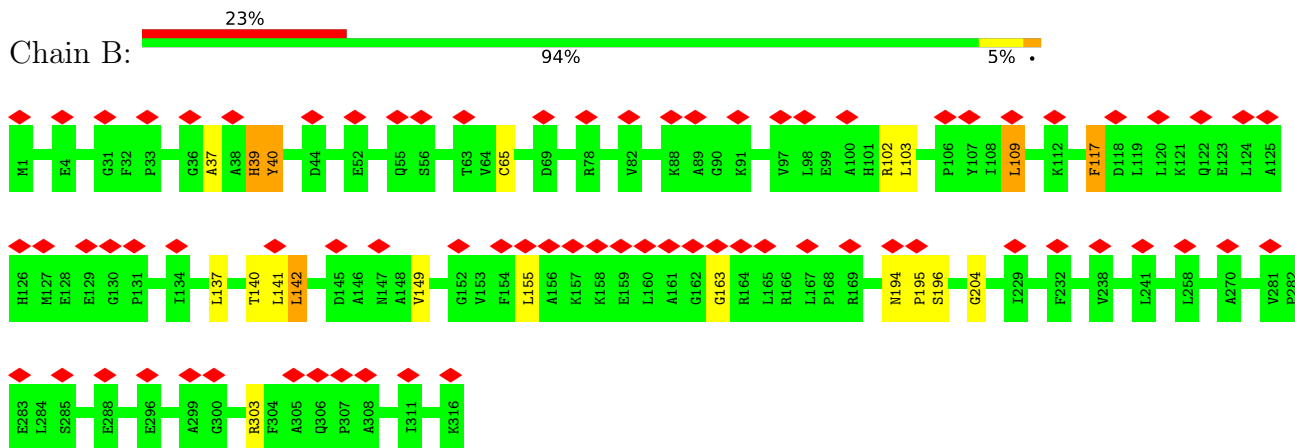 23%
Chain B:
94%
5%
•
M1 E4 G31 F32 P33 G36 A37 A38 H39 Y40 D44 E52 Q55 S56 T63 V64 C65 D69 R78 V82 K88 A89 G90 K91 V97 L98 E99 A100 H101 R102 L103 P106 Y107 I108 L109 K112 F117 D118 L119 L120 K121 Q122 E123 L124 A125
H126 M127 E128 E129 G130 P131 I134 L137 T140 L141 L142 D145 A146 N147 A148 V149 G152 V153 F154 L155 A156 K157 K158 E159 L160 A161 G162 G163 R164 L165 R166 L167 P168 R169 N194 P195 S196 G204 I229 F232 V238 L241 L258 A270 V281 P282
E283 L284 S285 E288 E296 A299 G300 R303 F304 A305 Q306 P307 A308 I311 K316